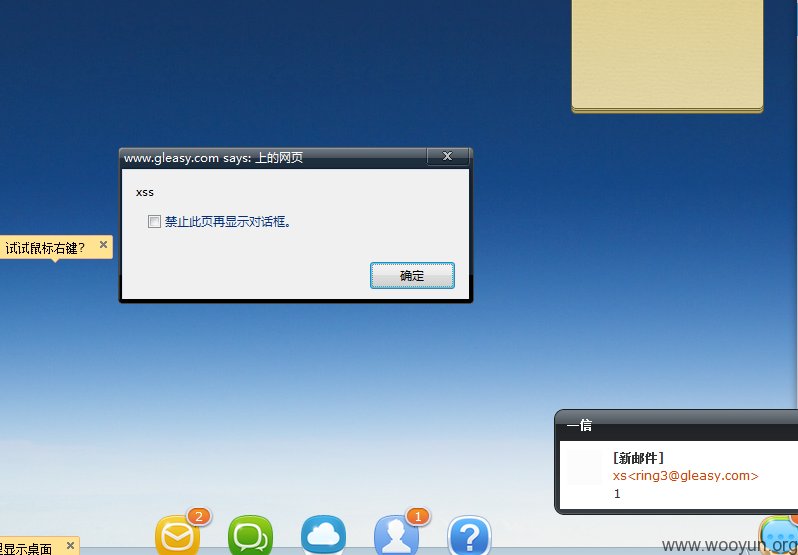 www.gleasy.com says: 上的网页
xss
禁止此页再显示对话框。
试试鼠标右键？
确定
一信
[新邮件]
xs<ring3@gleasy.com>
1
2
1
理显示桌面
www.wooyun.org